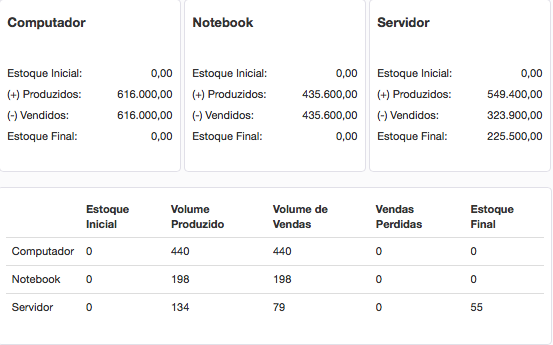 Computador
Estoque Inicial: 0,00
(+) Produzidos: 616.000,00
(-) Vendidos: 616.000,00
Estoque Final: 0,00
Notebook
Estoque Inicial: 0,00
(+) Produzidos: 435.600,00
(-) Vendidos: 435.600,00
Estoque Final: 0,00
Servidor
Estoque Inicial: 0,00
(+) Produzidos: 549.400,00
(-) Vendidos: 323.900,00
Estoque Final: 225.500,00
Estoque Inicial Volume Produzido Volume de Vendas Vendas Perdidas Estoque Final
Computador 0 440 440 0 0
Notebook 0 198 198 0 0
Servidor 0 134 79 0 55